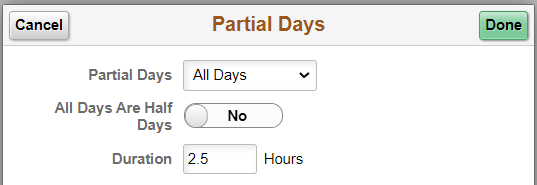 Cancel Partial Days Done
Partial Days All Days
All Days Are Half
Days No
Duration 2.5 Hours